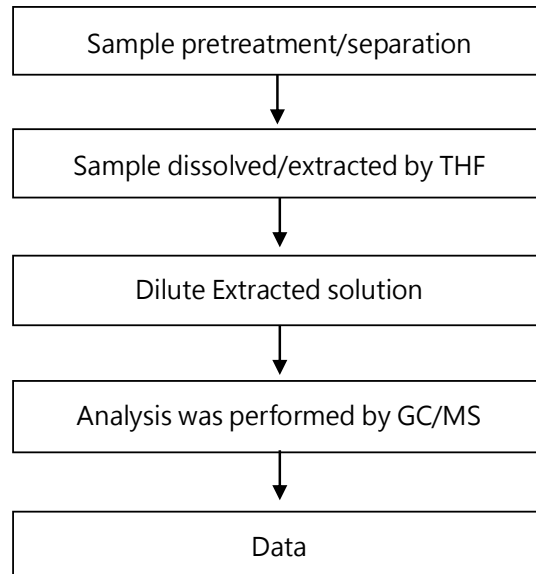 Sample pretreatment/separation
Sample dissolved/extracted by THF
Dilute Extracted solution
Analysis was performed by GC/MS
Data